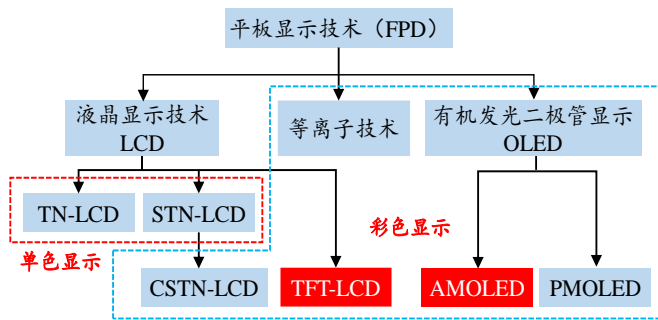 平板显示技术（FPD）
液晶显示技术
LCD
等离子技术
有机发光二极管显示
OLED
TN-LCD
STN-LCD
彩色显示
单色显示
CSTN-LCD
TFT-LCD
AMOLED
PMOLED